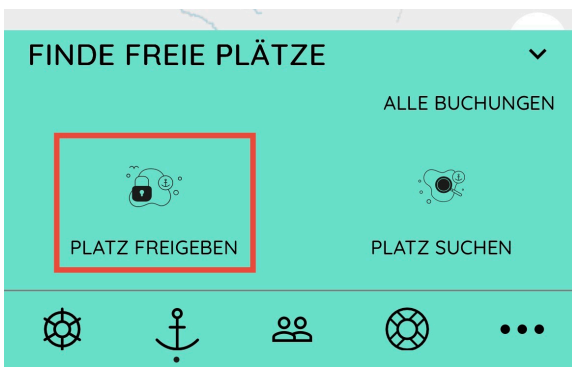 FINDE FREIE PLÄTZE
ALLE BUCHUNGEN
PLATZ FREIGEBEN
PLATZ SUCHEN